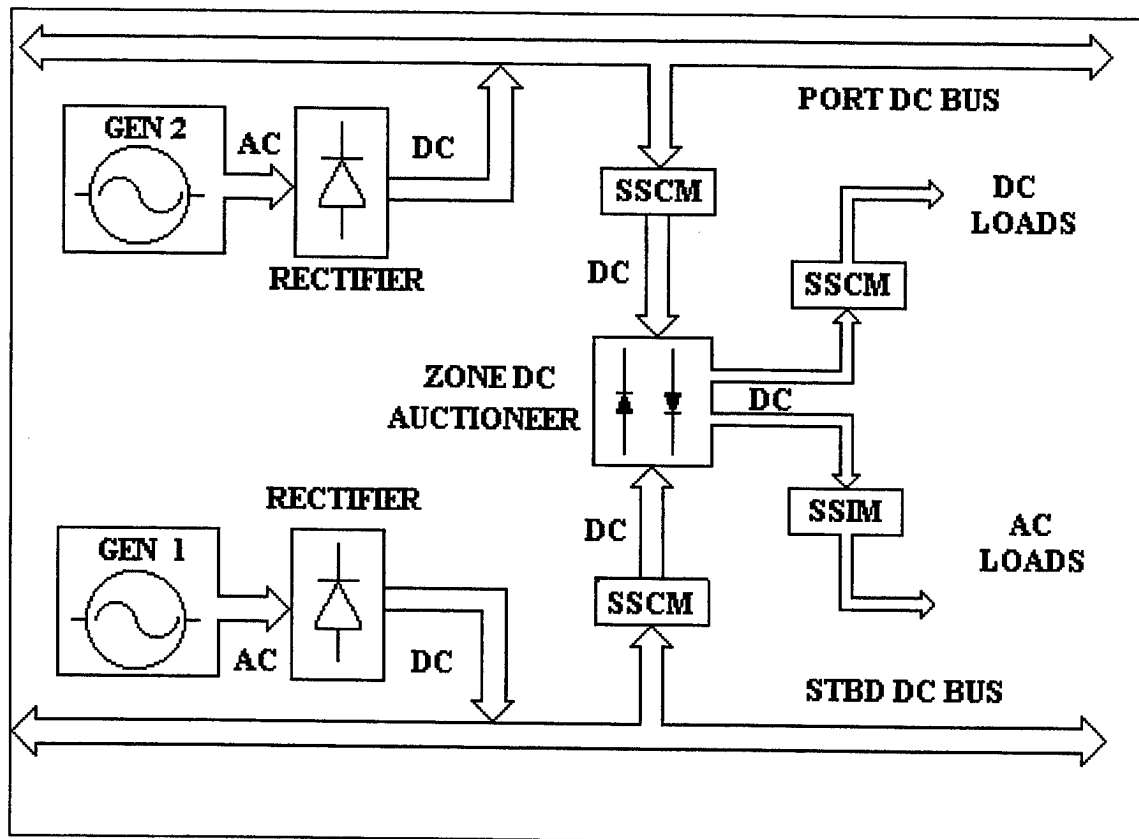 PORT DC BUS
GEN 2
AC
DC
RECTIFIER
SSCM
DC
DC
LOADS
SSCM
ZONE DC
AUCTIONEER
DC
RECTIFIER
GEN 1
AC
DC
DC
SSCM
SSIM
AC
LOADS
STBD DC BUS